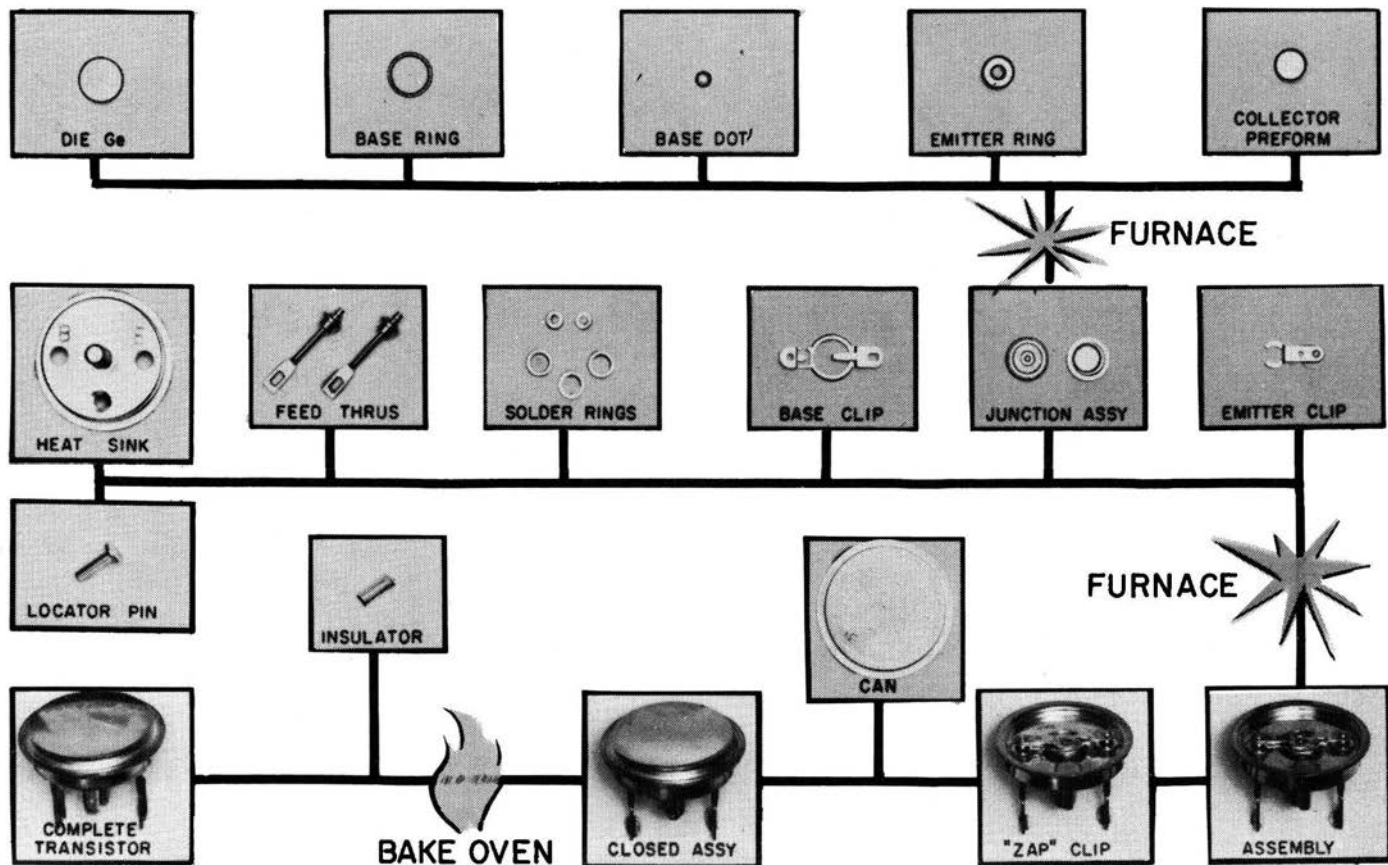 DIE Ge
BASE RING
BASE DOT
EMITTER RING
COLLECTOR
PREFORM
FURNACE
B E
HEAT SINK
FEED THRUS
SOLDER RINGS
BASE CLIP
JUNCTION ASSY
EMITTER CLIP
LOCATOR PIN
INSULATOR
CAN
FURNACE
COMPLETE
TRANSISTOR
BAKE OVEN
CLOSED ASSY
"ZAP" CLIP
ASSEMBLY